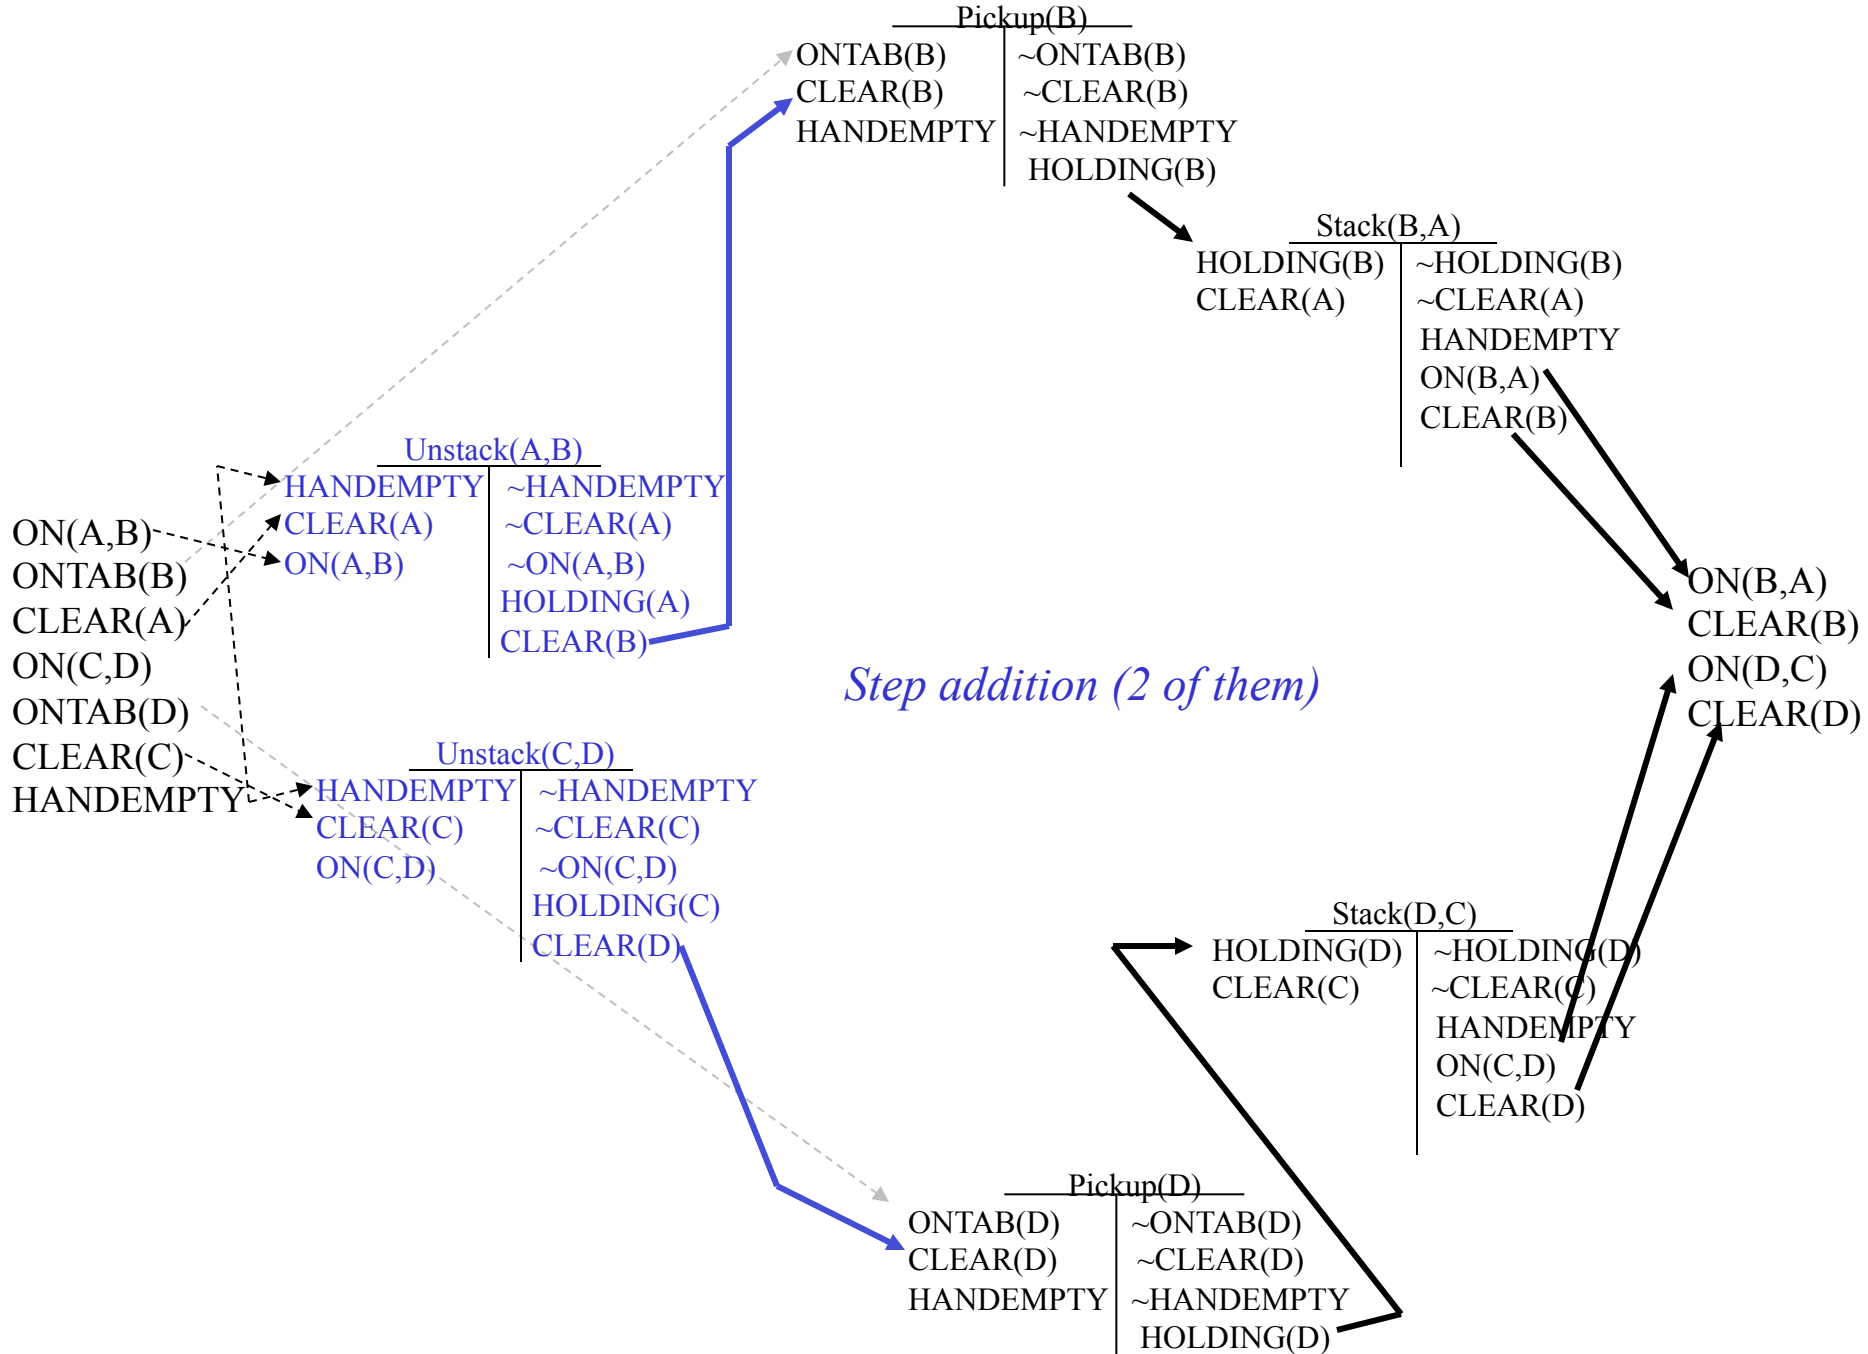 Pickup(B)
ONTAB(B) ~ONTAB(B)
CLEAR(B) ~CLEAR(B)
HANDEMPTY ~HANDEMPTY
HOLDING(B)
Stack(B,A)
HOLDING(B) ~HOLDING(B)
CLEAR(A) ~CLEAR(A)
HANDEMPTY
ON(B,A)
CLEAR(B)
Unstack(A,B)
HANDEMPTY ~HANDEMPTY
CLEAR(A) ~CLEAR(A)
ON(A,B) ~ON(A,B)
HOLDING(A)
CLEAR(B)
ON(A,B)
ONTAB(B)
CLEAR(A)
ON(C,D)
ONTAB(D)
CLEAR(C)
HANDEMPTY
ON(B,A)
CLEAR(B)
ON(D,C)
CLEAR(D)
Step addition (2 of them)
Unstack(C,D)
HANDEMPTY ~HANDEMPTY
CLEAR(C) ~CLEAR(C)
ON(C,D) ~ON(C,D)
HOLDING(C)
CLEAR(D)
Stack(D,C)
HOLDING(D) ~HOLDING(D)
CLEAR(C) ~CLEAR(C)
HANDEMPTY
ON(C,D)
CLEAR(D)
Pickup(D)
ONTAB(D) ~ONTAB(D)
CLEAR(D) ~CLEAR(D)
HANDEMPTY ~HANDEMPTY
HOLDING(D)